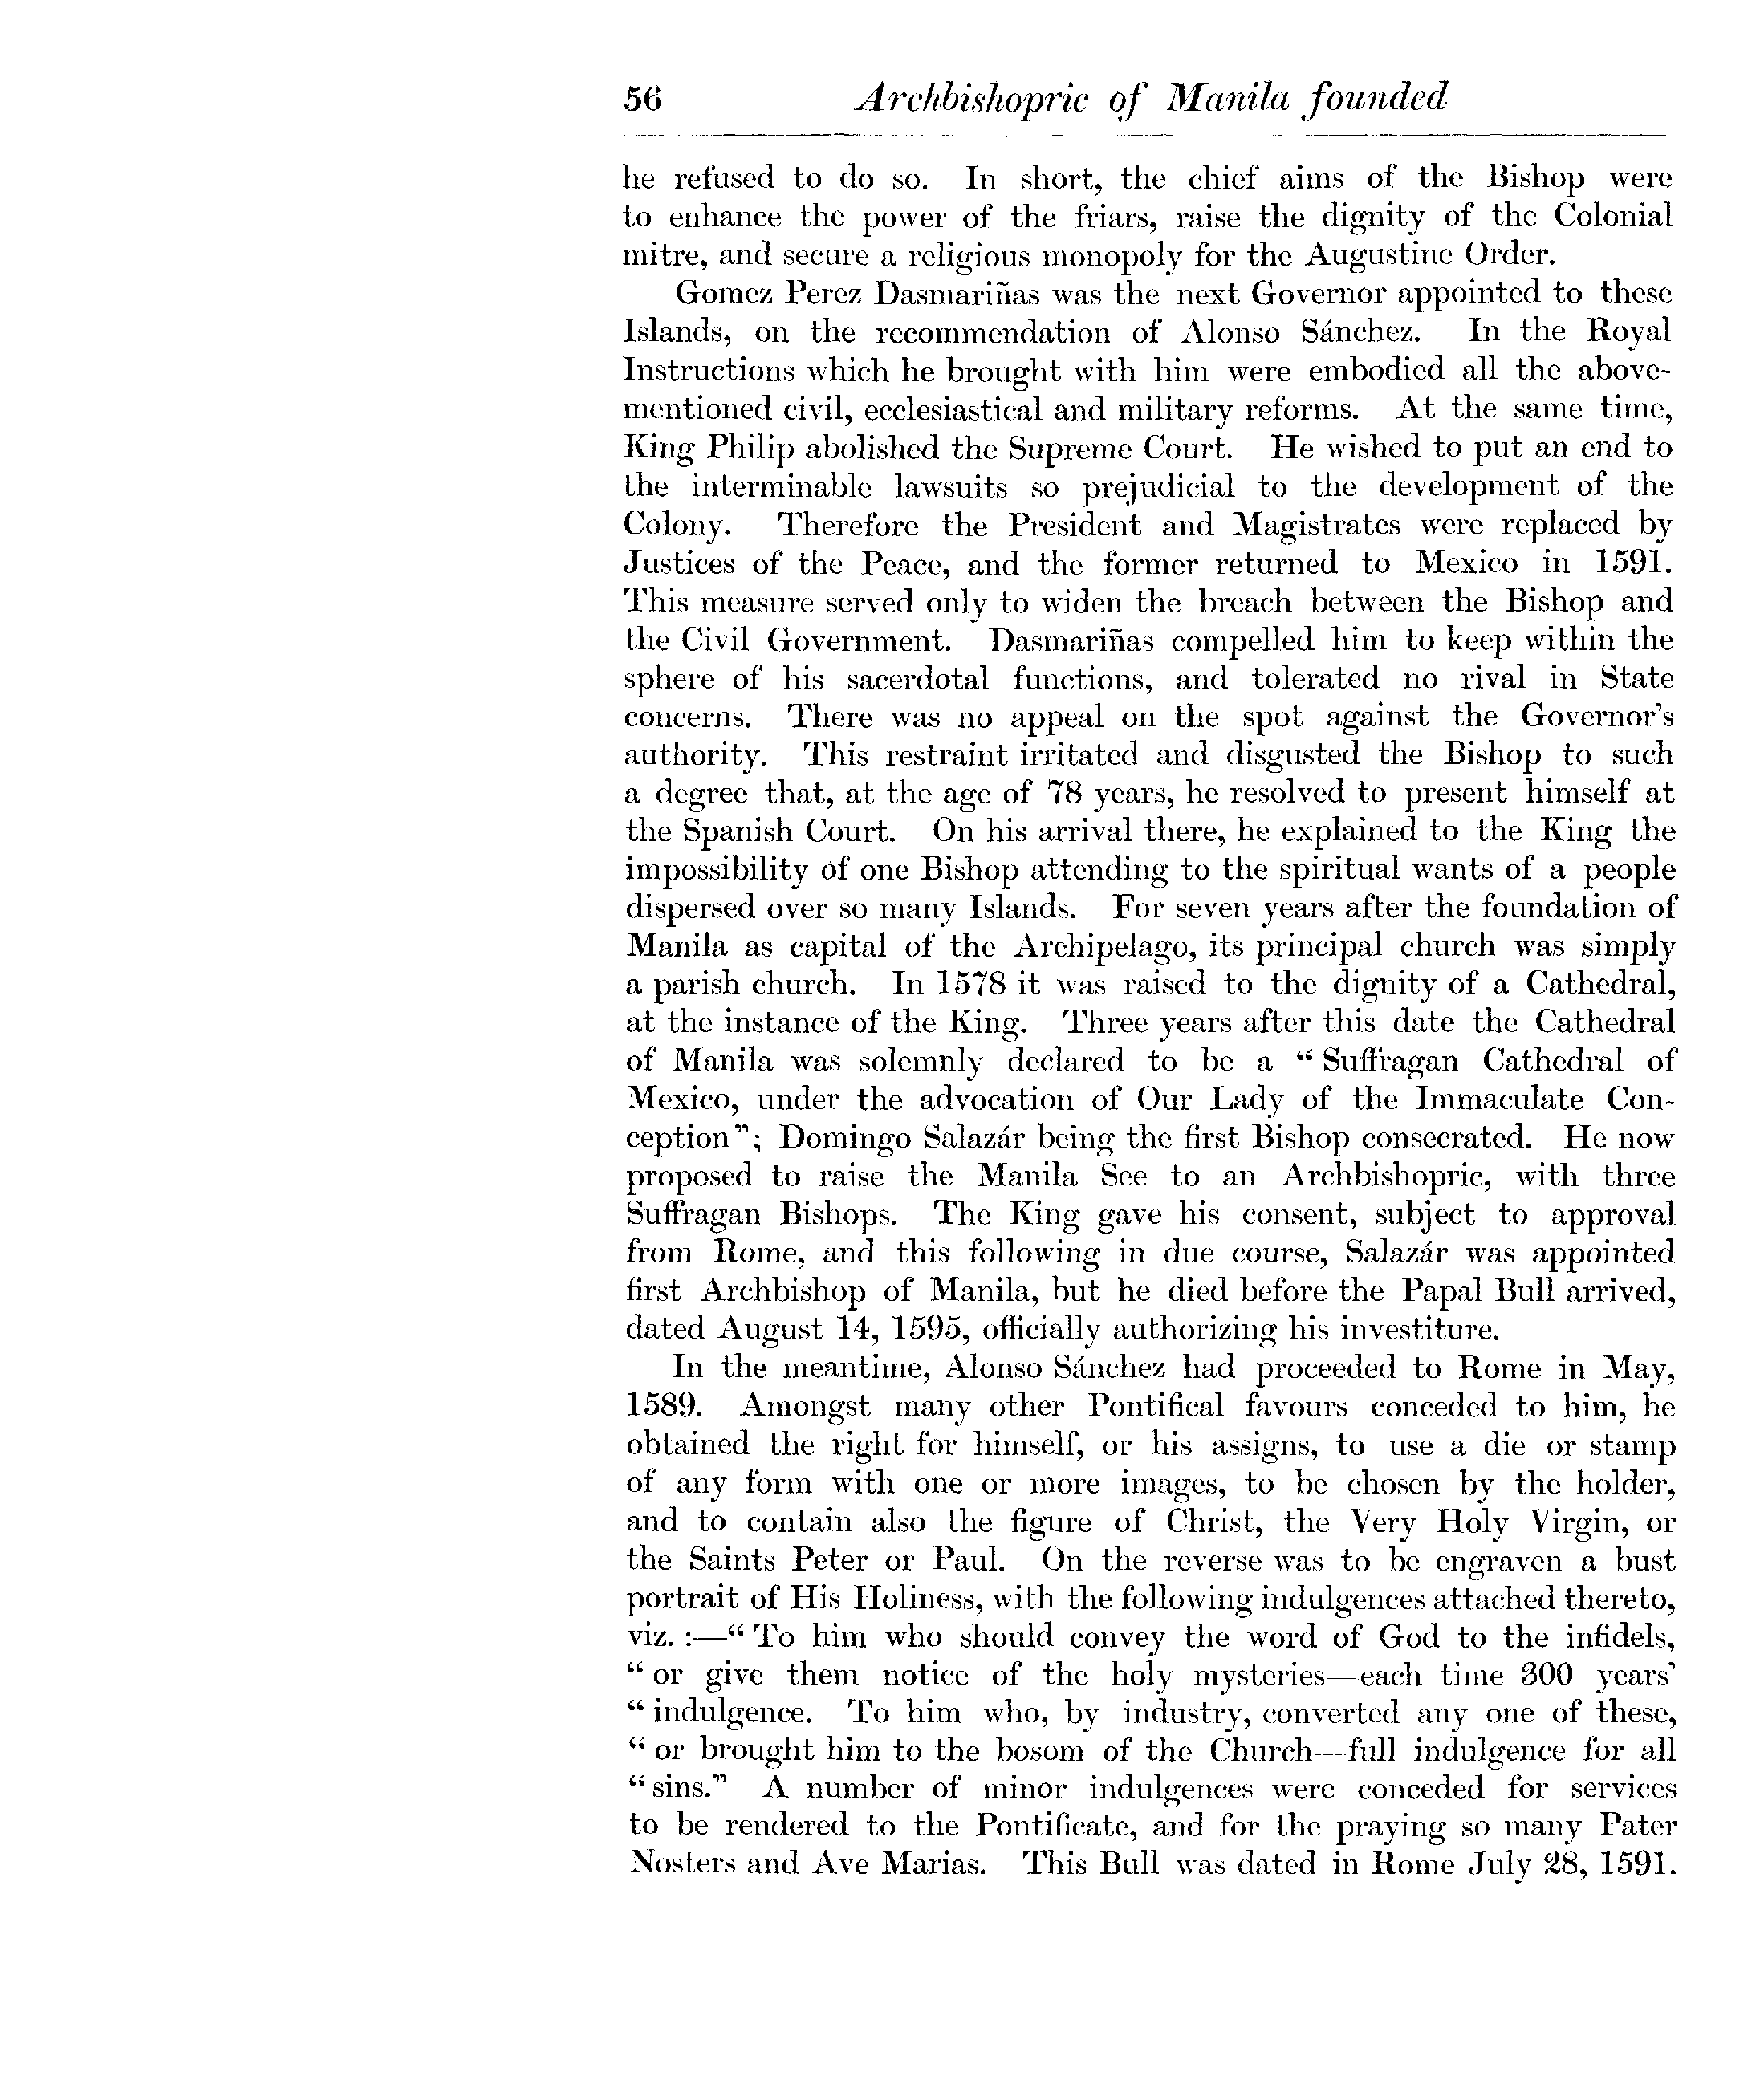 56 Archbishopric of Manila founded
he refused to do so. In short, the chief aims of the Bishop were
to enhance the power of the friars, raise the dignity of the Colonial
mitre, and secure a religious monopoly for the Augustine Order.
Gomez Perez Dasmariñas was the next Governor appointed to these
Islands, on the recommendation of Alonso Sánchez. In the Royal
Instructions which he brought with him were embodied all the above-
mentioned civil, ecclesiastical and military reforms. At the same time,
King Philip abolished the Supreme Court. He wished to put an end to
the interminable lawsuits so prejudicial to the development of the
Colony. Therefore the President and Magistrates were replaced by
Justices of the Peace, and the former returned to Mexico in 1591.
This measure served only to widen the breach between the Bishop and
the Civil Government. Dasmariñas compelled him to keep within the
sphere of his sacerdotal functions, and tolerated no rival in State
concerns. There was no appeal on the spot against the Governor's
authority. This restraint irritated and disgusted the Bishop to such
a degree that, at the age of 78 years, he resolved to present himself at
the Spanish Court. On his arrival there, he explained to the King the
impossibility of one Bishop attending to the spiritual wants of a people
dispersed over so many Islands. For seven years after the foundation of
Manila as capital of the Archipelago, its principal church was simply
a parish church. In 1578 it was raised to the dignity of a Cathedral,
at the instance of the King. Three years after this date the Cathedral
of Manila was solemnly declared to be a “ Suffragan Cathedral of
Mexico, under the advocation of Our Lady of the Immaculate Con-
ception”; Domingo Salazár being the first Bishop consecrated. He now
proposed to raise the Manila See to an Archbishopric, with three
Suffragan Bishops. The King gave his consent, subject to approval
from Rome, and this following in due course, Salazár was appointed
first Archbishop of Manila, but he died before the Papal Bull arrived,
dated August 14, 1595, officially authorizing his investiture.
In the meantime, Alonso Sánchez had proceeded to Rome in May,
1589. Amongst many other Pontifical favours conceded to him, he
obtained the right for himself, or his assigns, to use a die or stamp
of any form with one or more images, to be chosen by the holder,
and to contain also the figure of Christ, the Very Holy Virgin, or
the Saints Peter or Paul. On the reverse was to be engraven a bust
portrait of His Holiness, with the following indulgences attached thereto,
viz. :—“ To him who should convey the word of God to the infidels,
“ or give them notice of the holy mysteries—each time 300 years'
“ indulgence. To him who, by industry, converted any one of these,
“ or brought him to the bosom of the Church—full indulgence for all
“ sins.” A number of minor indulgences were conceded for services
to be rendered to the Pontificate, and for the praying so many Pater
Nosters and Ave Marias. This Bull was dated in Rome July 28, 1591.